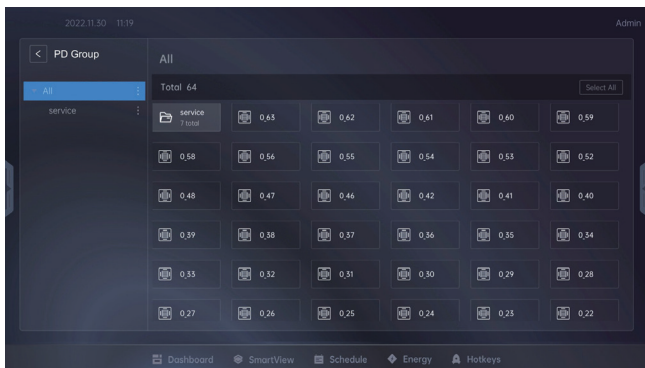 2022.11.30 11:19 Admin
PD Group
All
service
All
Total 64 Select All
service
7 total
0_63 0_62 0_61 0_60 0_59
0_58 0_56 0_55 0_54 0_53 0_52
0_48 0_47 0_46 0_42 0_41 0_40
0_39 0_38 0_37 0_36 0_35 0_34
0_33 0_32 0_31 0_30 0_29 0_28
0_27 0_26 0_25 0_24 0_23 0_22
Dashboard SmartView Schedule Energy Hotkeys